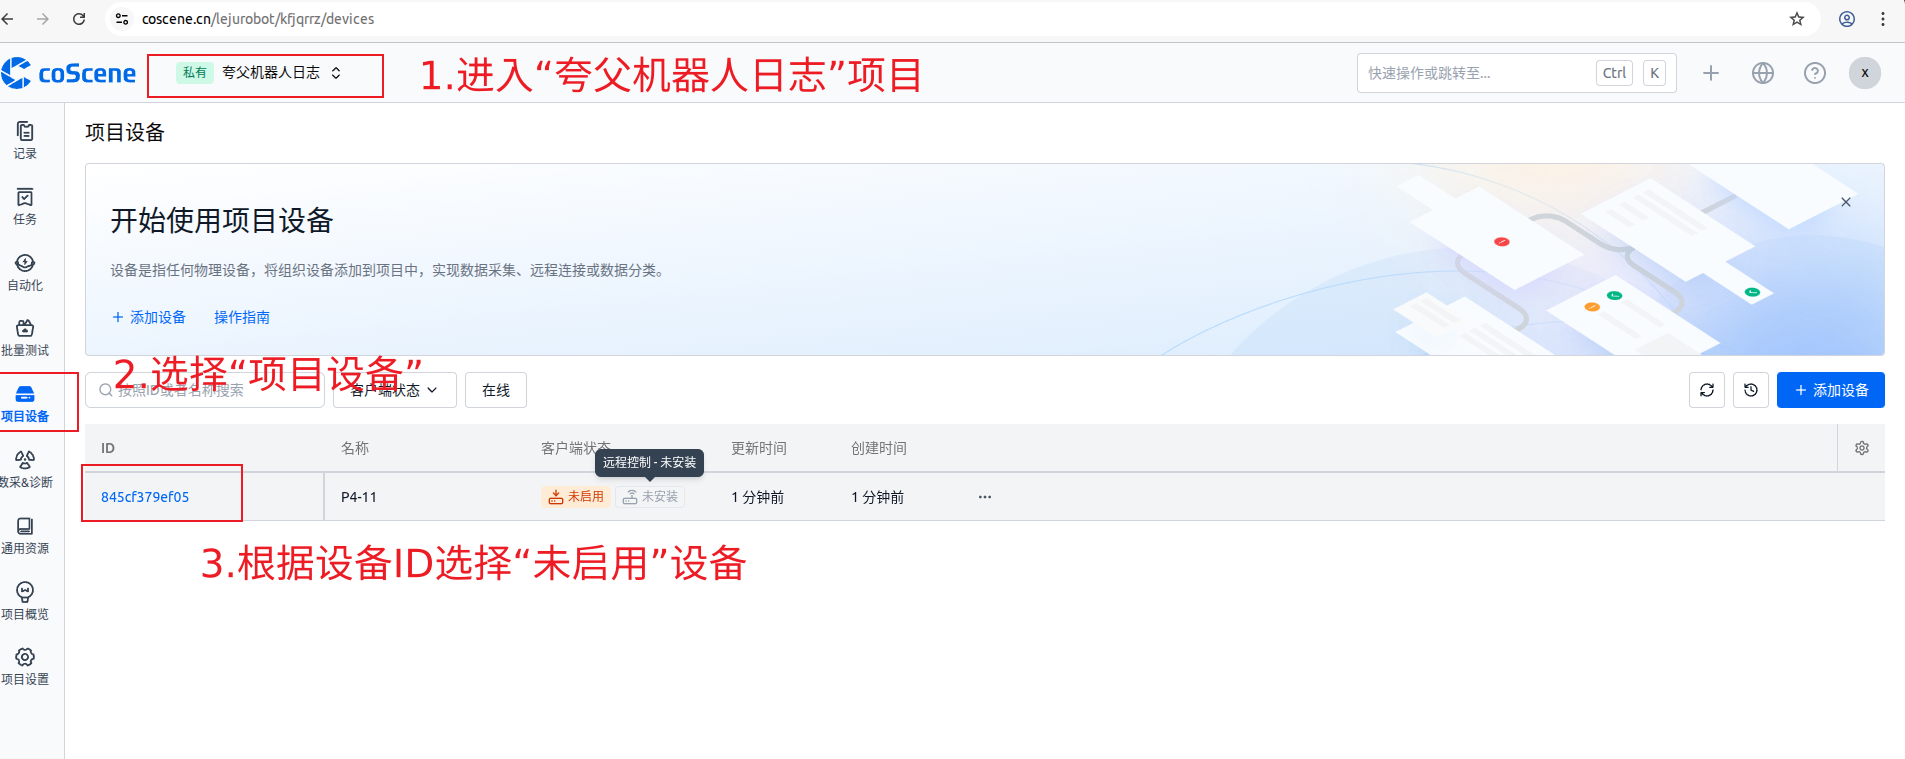 coscene.cn/lejurobot/kfjqrrz/devices
coScene
私有 夸父机器人日志
1.进入“夸父机器人日志”项目
快速操作或跳转至... Ctrl K
x
记录
任务
自动化
批量测试
项目设备
数采&诊断
通用资源
项目概览
项目设置
项目设备
开始使用项目设备
设备是指任何物理设备，将组织设备添加到项目中，实现数据采集、远程连接或数据分类。
+ 添加设备 操作指南
2.选择“项目设备”
按照ID或者名称搜索 客户端状态 在线 + 添加设备
ID 名称 客户端状态 更新时间 创建时间
远程控制 - 未安装
845cf379ef05 P4-11 未启用 未安装 1 分钟前 1 分钟前 ...
3.根据设备ID选择“未启用”设备